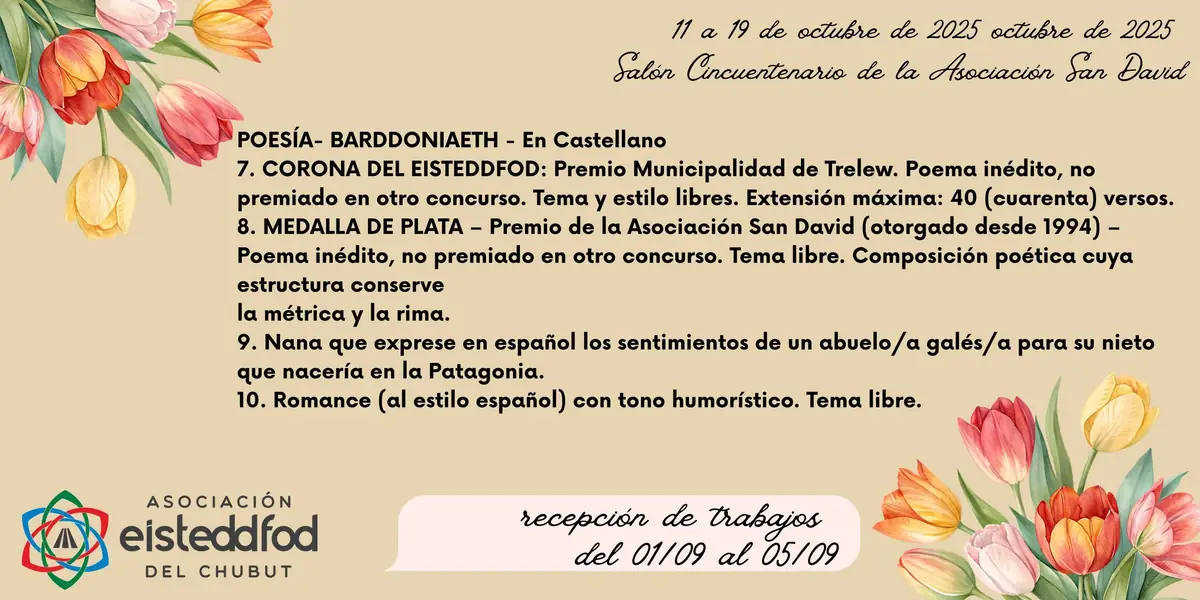 11 a 19 de octubre de 2025 octubre de 2025
Salón Cincuentenario de la Asociación San David
POESÍA- BARDDONIAETH - En Castellano
7. CORONA DEL EISTEDDFOD: Premio Municipalidad de Trelew. Poema inédito, no
premiado en otro concurso. Tema y estilo libres. Extensión máxima: 40 (cuarenta) versos.
8. MEDALLA DE PLATA – Premio de la Asociación San David (otorgado desde 1994) –
Poema inédito, no premiado en otro concurso. Tema libre. Composición poética cuya
estructura conserve
la métrica y la rima.
9. Nana que exprese en español los sentimientos de un abuelo/a galés/a para su nieto
que nacería en la Patagonia.
10. Romance (al estilo español) con tono humorístico. Tema libre.
ASOCIACIÓN
eisteddfod
DEL CHUBUT
recepción de trabajos
del 01/09 al 05/09